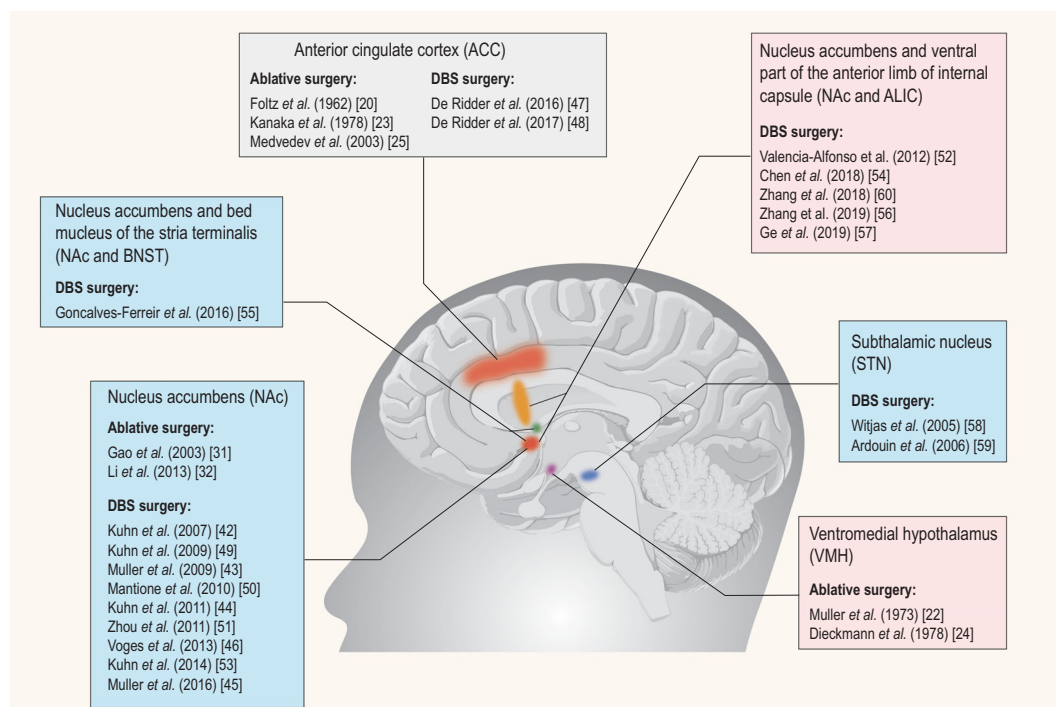 Anterior cingulate cortex (ACC)
Ablative surgery:
Foltz et al. (1962) [20]
Kanaka et al. (1978) [23]
Medvedev et al. (2003) [25]
DBS surgery:
De Ridder et al. (2016) [47]
De Ridder et al. (2017) [48]
Nucleus accumbens and ventral
part of the anterior limb of internal
capsule (NAc and ALIC)
DBS surgery:
Valencia-Alfonso et al. (2012) [52]
Chen et al. (2018) [54]
Zhang et al. (2018) [60]
Zhang et al. (2019) [56]
Ge et al. (2019) [57]
Nucleus accumbens and bed
mucleus of the stria terminalis
(NAc and BNST)
DBS surgery:
Goncalves-Ferreir et al. (2016) [55]
Subthalamic nucleus
(STN)
DBS surgery:
Witjas et al. (2005) [58]
Ardouin et al. (2006) [59]
Nucleus accumbens (NAc)
Ablative surgery:
Gao et al. (2003) [31]
Li et al. (2013) [32]
DBS surgery:
Kuhn et al. (2007) [42]
Kuhn et al. (2009) [49]
Muller et al. (2009) [43]
Mantione et al. (2010) [50]
Kuhn et al. (2011) [44]
Zhou et al. (2011) [51]
Voges et al. (2013) [46]
Kuhn et al. (2014) [53]
Muller et al. (2016) [45]
Ventromedial hypothalamus
(VMH)
Ablative surgery:
Muller et al. (1973) [22]
Dieckmann et al. (1978) [24]